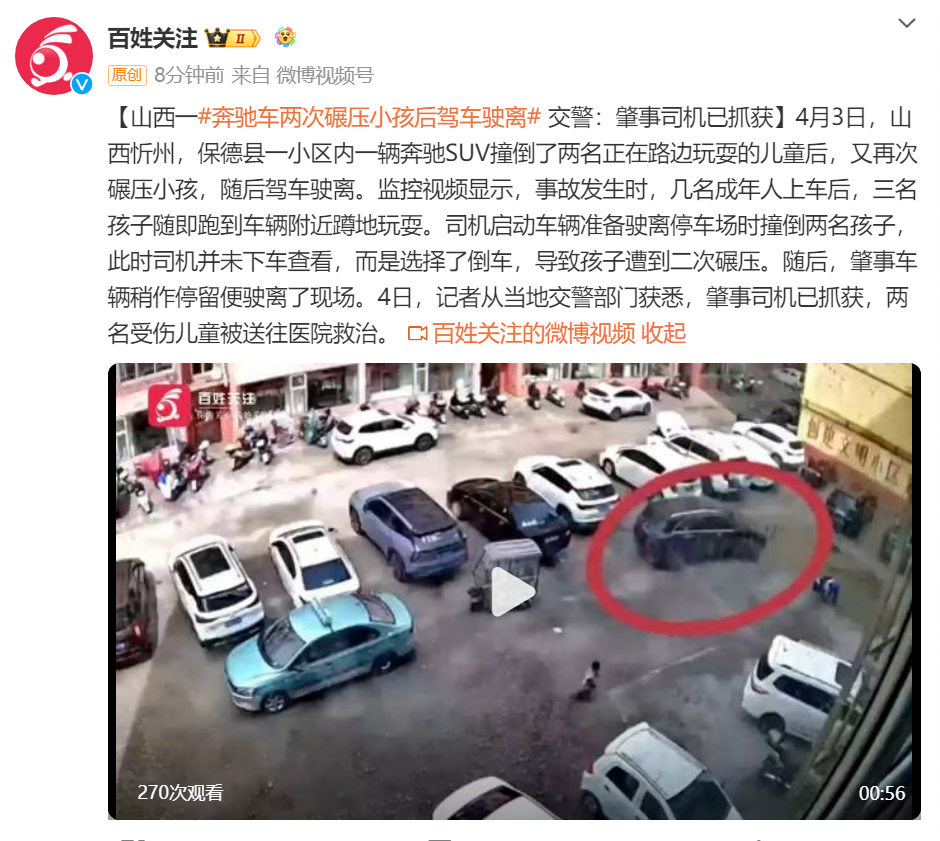 百姓关注 II
原创 8分钟前 来自 微博视频号
【山西一#奔驰车两次碾压小孩后驾车驶离# 交警：肇事司机已抓获】4月3日，山
西忻州，保德县一小区内一辆奔驰SUV撞倒了两名正在路边玩耍的儿童后，又再次
碾压小孩，随后驾车驶离。监控视频显示，事故发生时，几名成年人上车后，三名
孩子随即跑到车辆附近蹲地玩耍。司机启动车辆准备驶离停车场时撞倒两名孩子，
此时司机并未下车查看，而是选择了倒车，导致孩子遭到二次碾压。随后，肇事车
辆稍作停留便驶离了现场。4日，记者从当地交警部门获悉，肇事司机已抓获，两
名受伤儿童被送往医院救治。 百姓关注的微博视频 收起
百姓关注
文明小区
270次观看
00:56